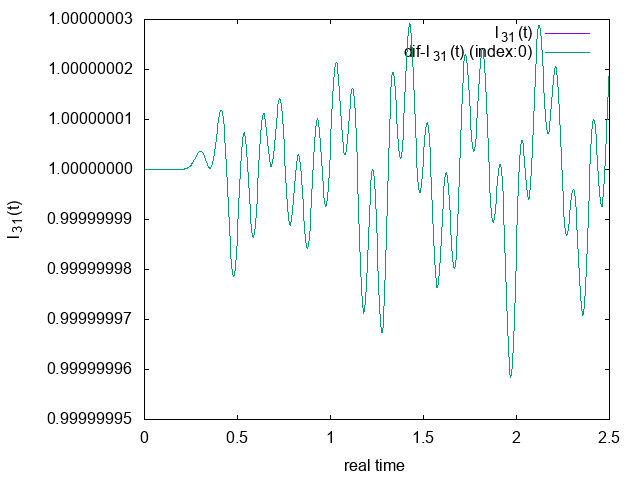 1.00000003
1.00000002
1.00000001
1.00000000
0.99999999
0.99999998
0.99999997
0.99999996
0.99999995
I31(t)
I31(t)
dif-I31(t) (index:0)
0 0.5 1 1.5 2 2.5
real time